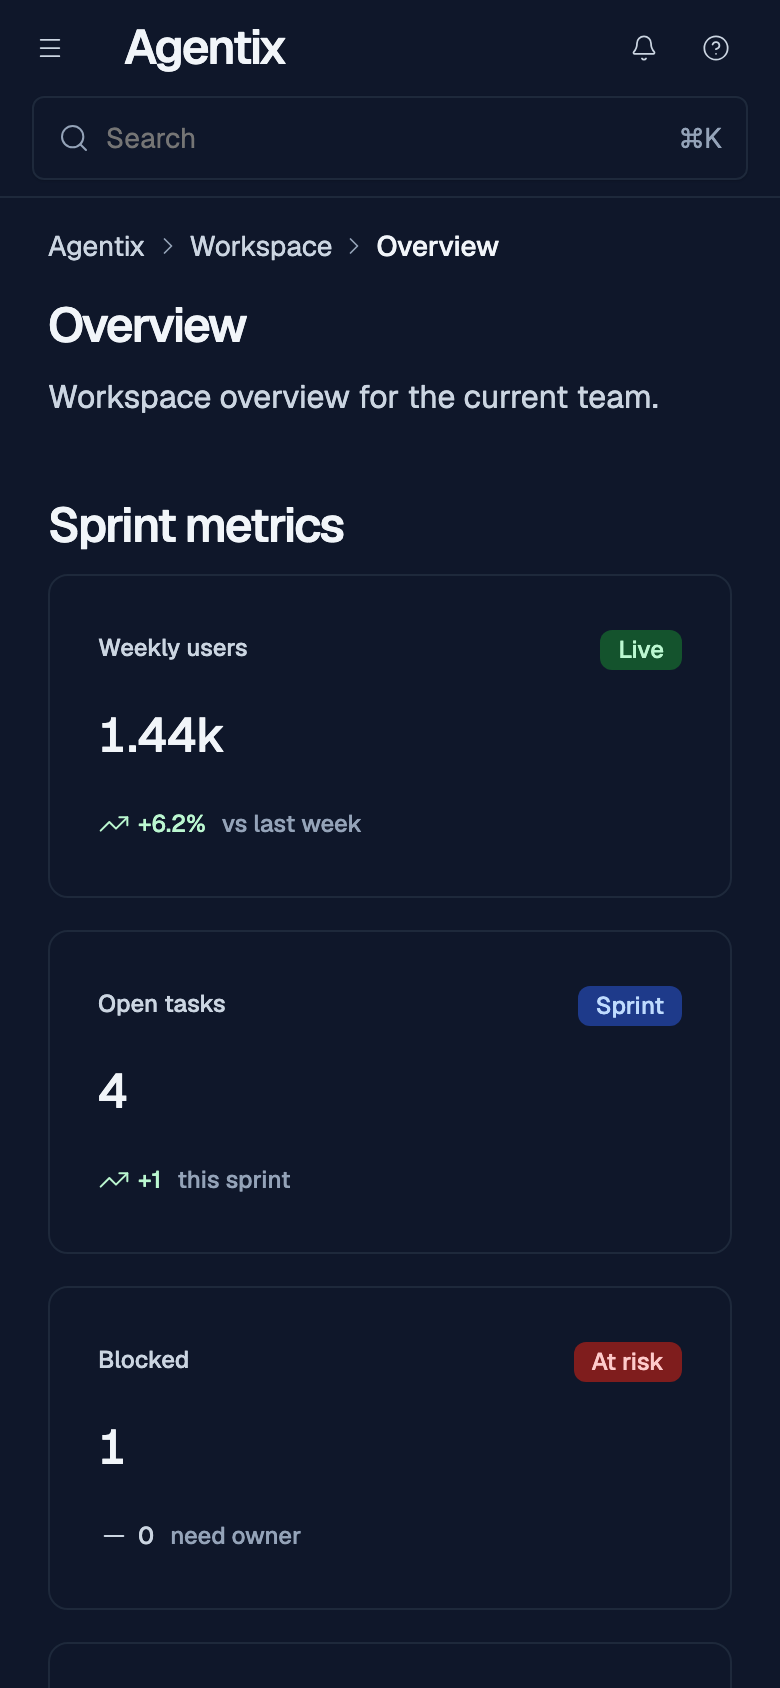 Agentix
Search ⌘K
Agentix > Workspace > Overview
Overview
Workspace overview for the current team.
Sprint metrics
Weekly users Live
1.44k
+6.2% vs last week
Open tasks Sprint
4
+1 this sprint
Blocked At risk
1
— 0 need owner